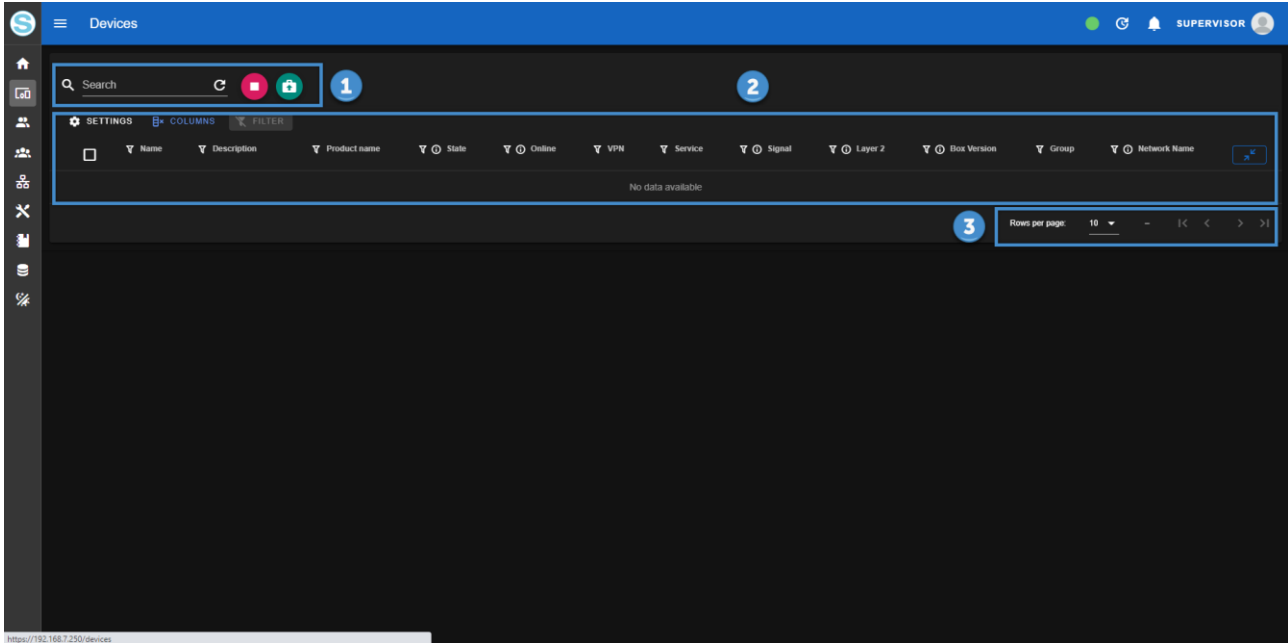 S
Devices
SUPERVISOR
Search
1
2
SETTINGS COLUMNS FILTER
Name Description Product name State Online VPN Service Signal Layer 2 Box Version Group Network Name
No data available
3
Rows per page: 10 –
https://192.168.7.250/devices